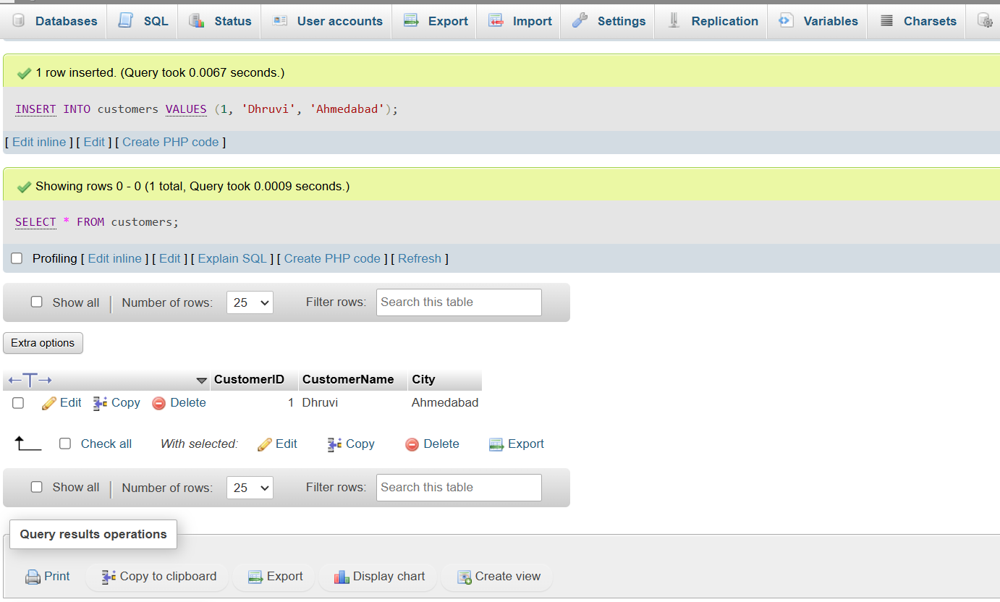 Databases SQL Status User accounts Export Import Settings Replication Variables Charsets
1 row inserted. (Query took 0.0067 seconds.)
INSERT INTO customers VALUES (1, 'Dhruvi', 'Ahmedabad');
[ Edit inline ] [ Edit ] [ Create PHP code ]
Showing rows 0 - 0 (1 total, Query took 0.0009 seconds.)
SELECT * FROM customers;
Profiling [ Edit inline ] [ Edit ] [ Explain SQL ] [ Create PHP code ] [ Refresh ]
Show all | Number of rows: 25 Filter rows: Search this table
Extra options
←T→ CustomerID CustomerName City
Edit Copy Delete 1 Dhruvi Ahmedabad
Check all With selected: Edit Copy Delete Export
Show all | Number of rows: 25 Filter rows: Search this table
Query results operations
Print Copy to clipboard Export Display chart Create view